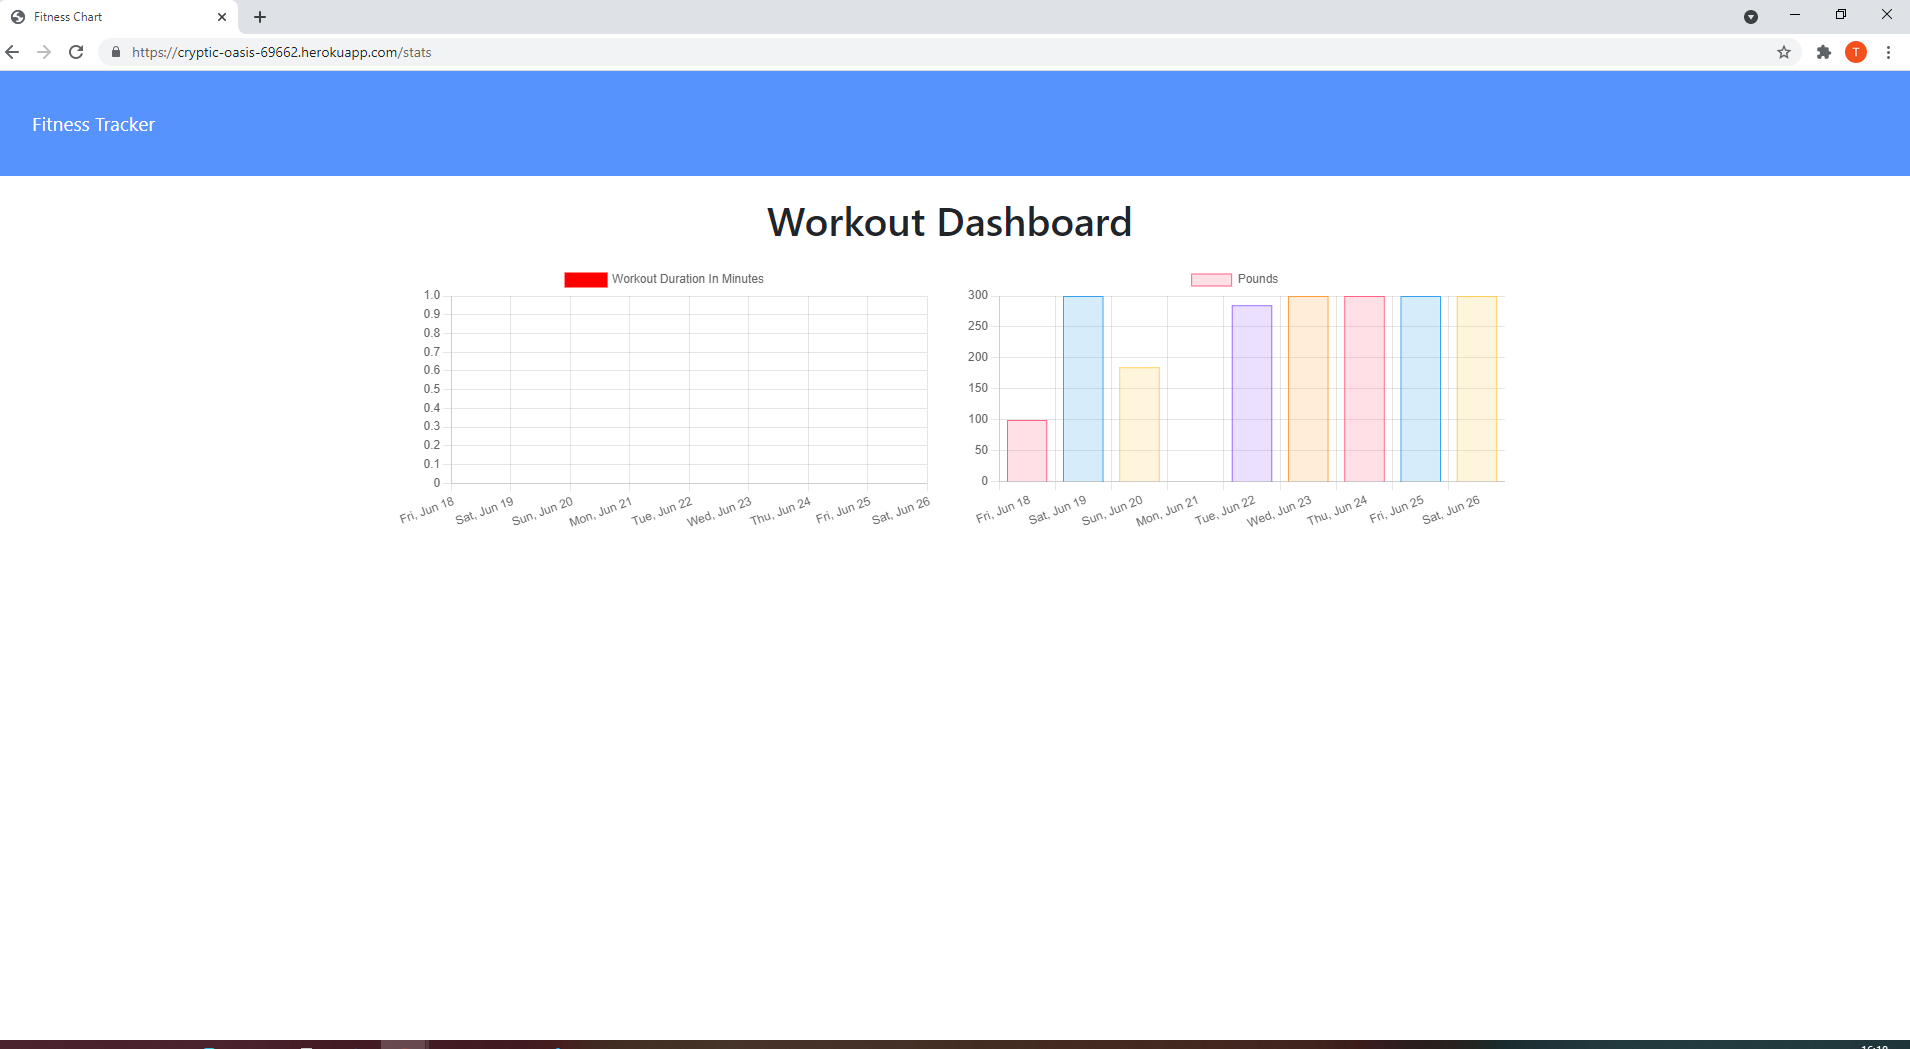 Fitness Chart
https://cryptic-oasis-69662.herokuapp.com/stats
T
Fitness Tracker
Workout Dashboard
Workout Duration In Minutes
1.0
0.9
0.8
0.7
0.6
0.5
0.4
0.3
0.2
0.1
0
Fri, Jun 18
Sat, Jun 19
Sun, Jun 20
Mon, Jun 21
Tue, Jun 22
Wed, Jun 23
Thu, Jun 24
Fri, Jun 25
Sat, Jun 26
Pounds
300
250
200
150
100
50
0
Fri, Jun 18
Sat, Jun 19
Sun, Jun 20
Mon, Jun 21
Tue, Jun 22
Wed, Jun 23
Thu, Jun 24
Fri, Jun 25
Sat, Jun 26